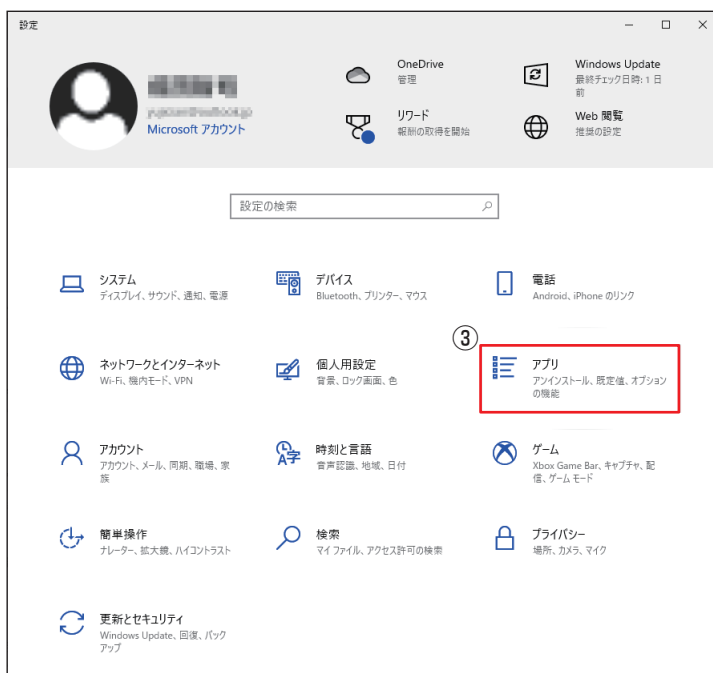 設定
OneDrive
管理
Windows Update
最終チェック日時: 1 日
前
Microsoft アカウント
リワード
報酬の取得を開始
Web 閲覧
推奨の設定
設定の検索
システム
ディスプレイ、サウンド、通知、電源
デバイス
Bluetooth、プリンター、マウス
電話
Android、iPhone のリンク
③
ネットワークとインターネット
Wi-Fi、機内モード、VPN
個人用設定
背景、ロック画面、色
アプリ
アンインストール、既定値、オプション
の機能
アカウント
アカウント、メール、同期、職場、家
族
時刻と言語
音声認識、地域、日付
ゲーム
Xbox Game Bar、キャプチャ、配
信、ゲーム モード
簡単操作
ナレーター、拡大鏡、ハイコントラスト
検索
マイ ファイル、アクセス許可の検索
プライバシー
場所、カメラ、マイク
更新とセキュリティ
Windows Update、回復、バック
アップ